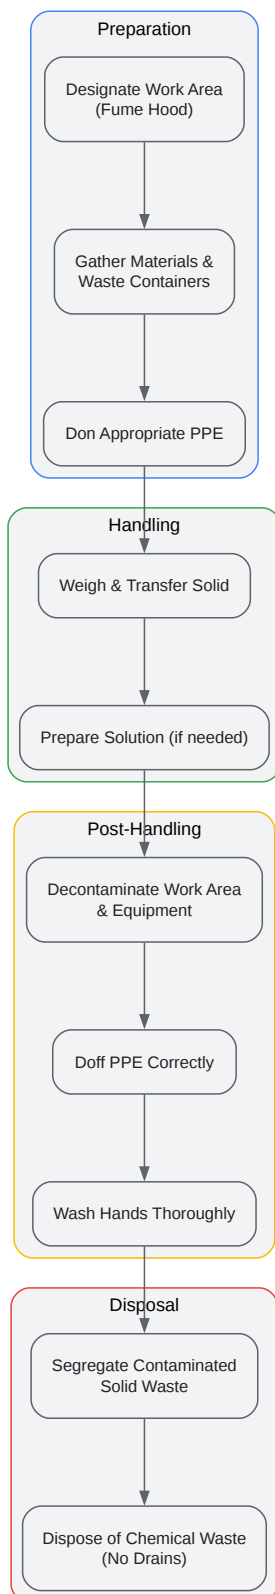 Preparation
Designate Work Area
(Fume Hood)
Gather Materials &
Waste Containers
Don Appropriate PPE
Handling
Weigh & Transfer Solid
Prepare Solution (if needed)
Post-Handling
Decontaminate Work Area
& Equipment
Doff PPE Correctly
Wash Hands Thoroughly
Disposal
Segregate Contaminated
Solid Waste
Dispose of Chemical Waste
(No Drains)